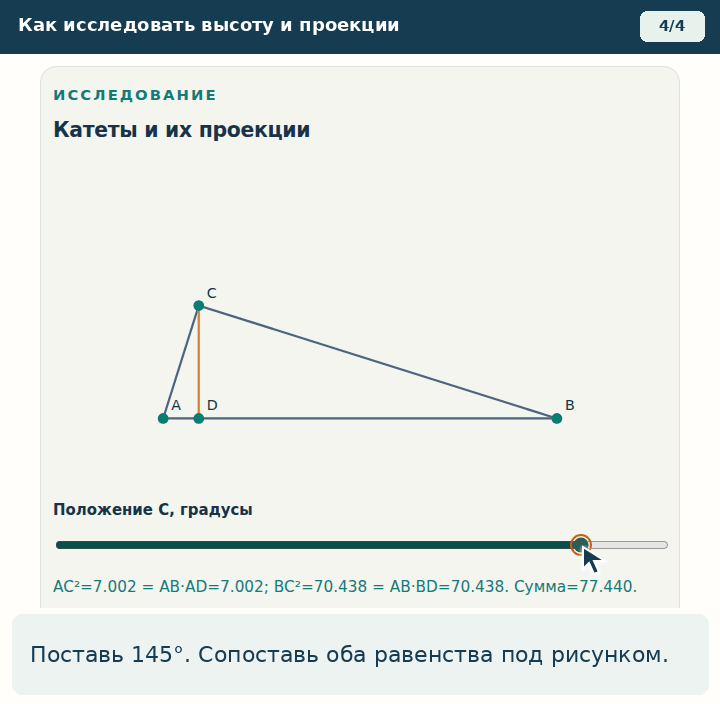 Как исследовать высоту и проекции
4/4
ИССЛЕДОВАНИЕ
Катеты и их проекции
C
A
D
B
Положение C, градусы
AC²=7.002 = AB·AD=7.002; BC²=70.438 = AB·BD=70.438. Сумма=77.440.
Поставь 145°. Сопоставь оба равенства под рисунком.